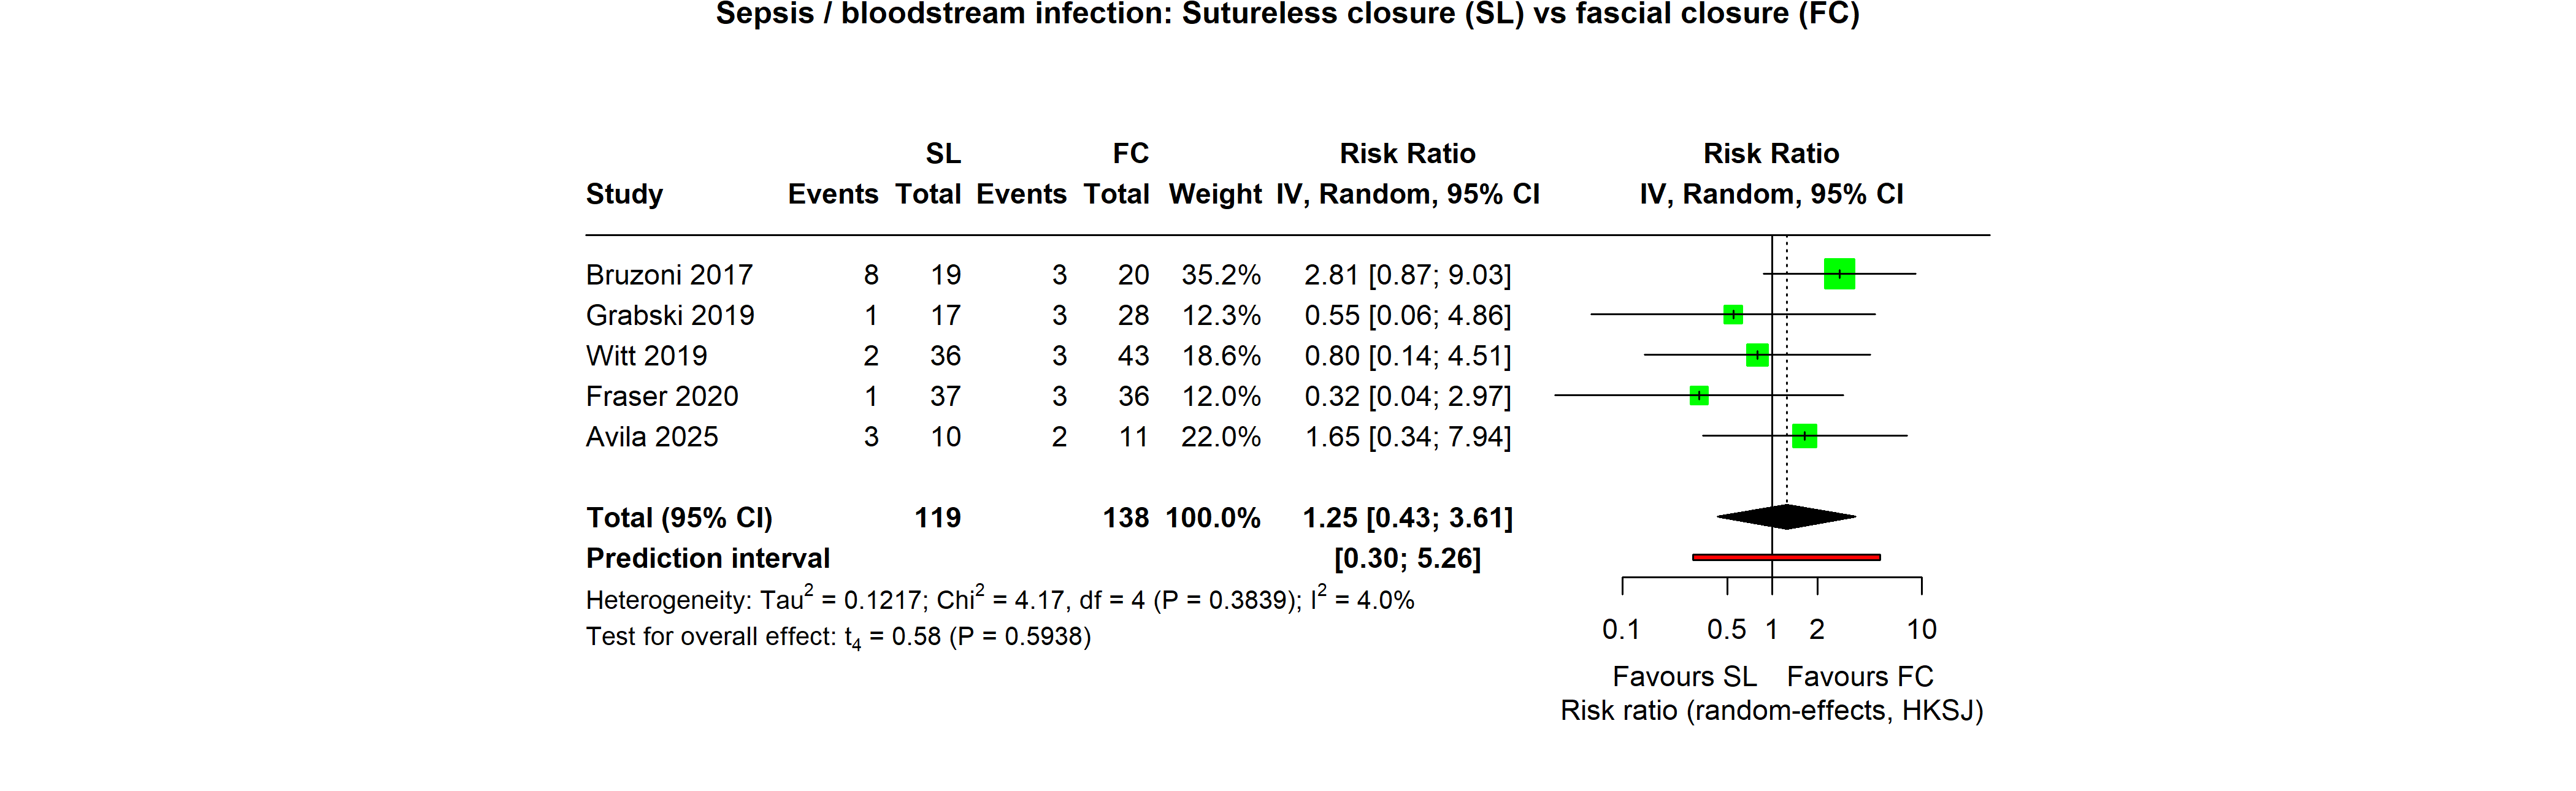 Sepsis / bloodstream infection: Sutureless closure (SL) vs fascial closure (FC)
SL FC Risk Ratio Risk Ratio
Study Events Total Events Total Weight IV, Random, 95% CI IV, Random, 95% CI
Bruzoni 2017 8 19 3 20 35.2% 2.81 [0.87; 9.03]
Grabski 2019 1 17 3 28 12.3% 0.55 [0.06; 4.86]
Witt 2019 2 36 3 43 18.6% 0.80 [0.14; 4.51]
Fraser 2020 1 37 3 36 12.0% 0.32 [0.04; 2.97]
Avila 2025 3 10 2 11 22.0% 1.65 [0.34; 7.94]
Total (95% CI) 119 138 100.0% 1.25 [0.43; 3.61]
Prediction interval [0.30; 5.26]
Heterogeneity: Tau² = 0.1217; Chi² = 4.17, df = 4 (P = 0.3839); I² = 4.0%
Test for overall effect: t₄ = 0.58 (P = 0.5938)
0.1 0.5 1 2 10
Favours SL Favours FC
Risk ratio (random-effects, HKSJ)